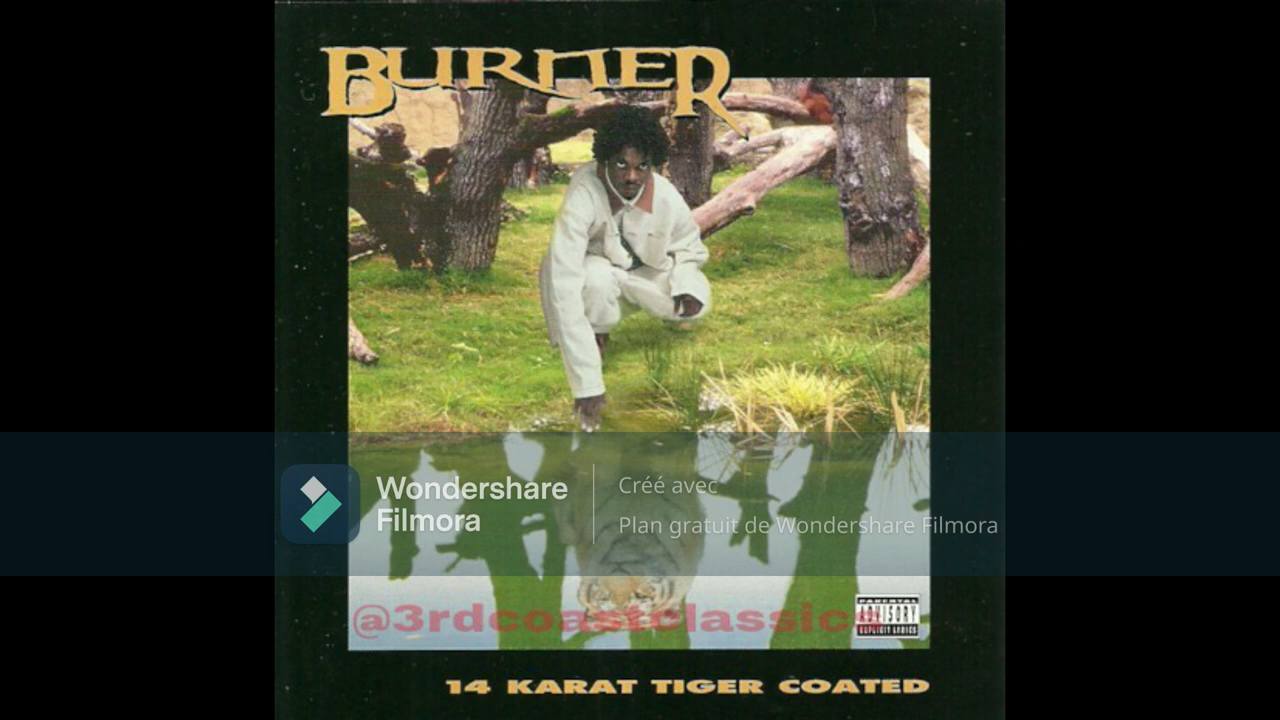 BURNER
Wondershare
Filmora
Créé avec
Plan gratuit de Wondershare Filmora
@3rdcoastclassics
PARENTAL
ADVISORY
EXPLICIT LYRICS
14 KARAT TIGER COATED